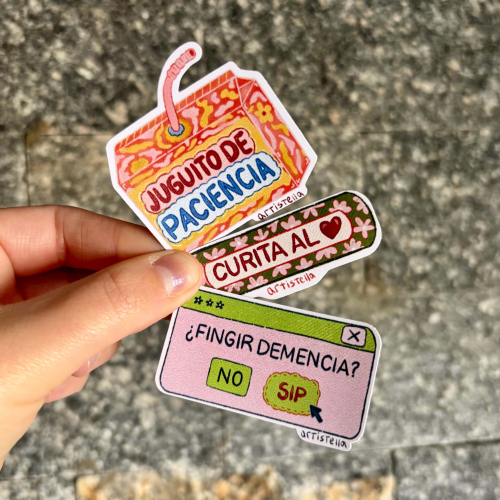 JUGUITO DE
PACIENCIA
artistella
CURITA AL
artistella
¿FINGIR DEMENCIA?
NO
SIP
artistella